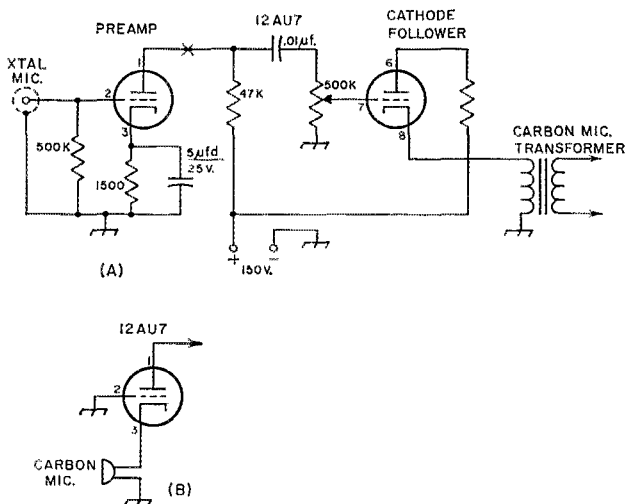 PREAMP
12AU7
CATHODE
FOLLOWER
XTAL
MIC.
1
2
3
.01µf.
500K
47K
6
7
8
CARBON MIC.
TRANSFORMER
500K
1500
5µfd
25V.
+
−
150V.
(A)
12AU7
1
2
3
CARBON
MIC.
(B)